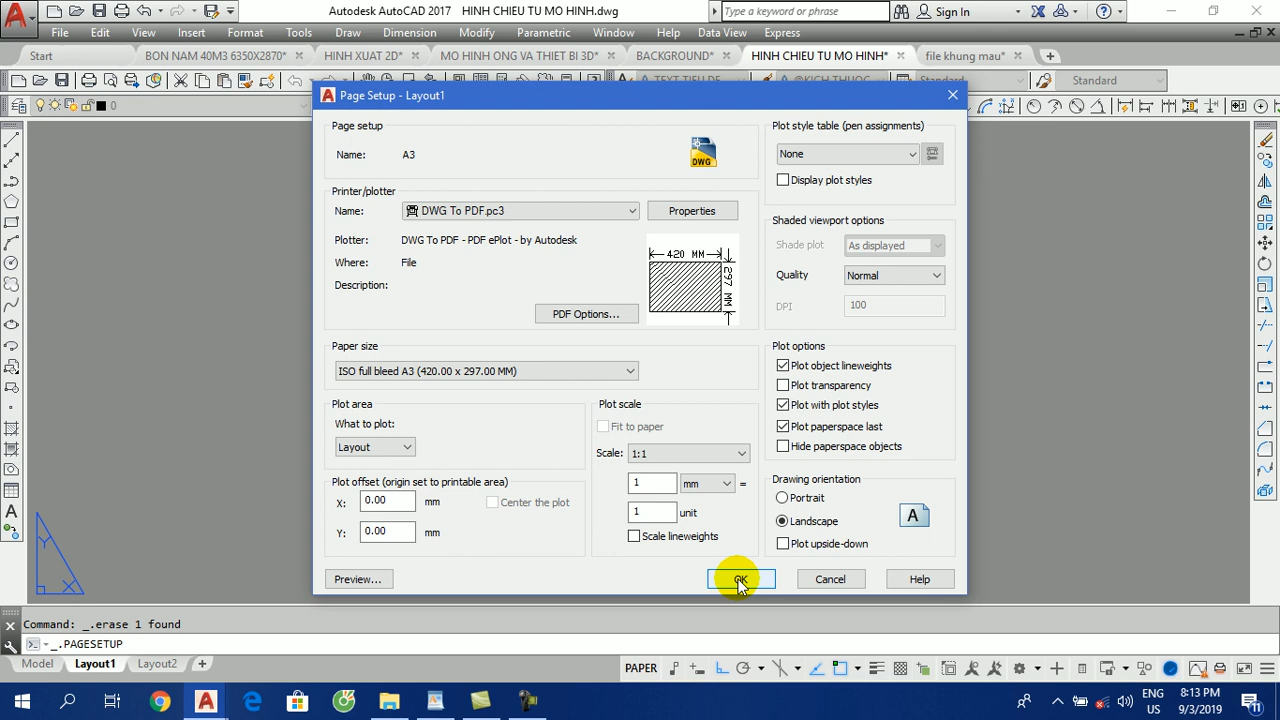 Autodesk AutoCAD 2017    HINH CHIEU TU MO HINH.dwg
Type a keyword or phrase
Sign In
File Edit View Insert Format Tools Draw Dimension Modify Parametric Window Help Data View Express
Start
BON NAM 40M3 6350X2870*
HINH XUAT 2D*
MO HINH ONG VA THIET BI 3D*
BACKGROUND*
HINH CHIEU TU MO HINH*
file khung mau*
TEXT TIEU DE
Standard
Standard
0
Page Setup - Layout1
Page setup
Name: A3
DWG
Printer/plotter
Name: DWG To PDF.pc3
Properties
Plotter: DWG To PDF - PDF ePlot - by Autodesk
Where: File
Description:
420 MM
297 MM
PDF Options...
Paper size
ISO full bleed A3 (420.00 x 297.00 MM)
Plot area
What to plot:
Layout
Plot offset (origin set to printable area)
X: 0.00 mm
Center the plot
Y: 0.00 mm
Plot scale
Fit to paper
Scale: 1:1
1 mm =
1 unit
Scale lineweights
Plot style table (pen assignments)
None
Display plot styles
Shaded viewport options
Shade plot As displayed
Quality Normal
DPI 100
Plot options
Plot object lineweights
Plot transparency
Plot with plot styles
Plot paperspace last
Hide paperspace objects
Drawing orientation
Portrait
Landscape
A
Plot upside-down
Preview...
OK
Cancel
Help
Y
X
Command: _.erase 1 found
_.PAGESETUP
Model Layout1 Layout2
PAPER
ENG
US
8:13 PM
9/3/2019
11